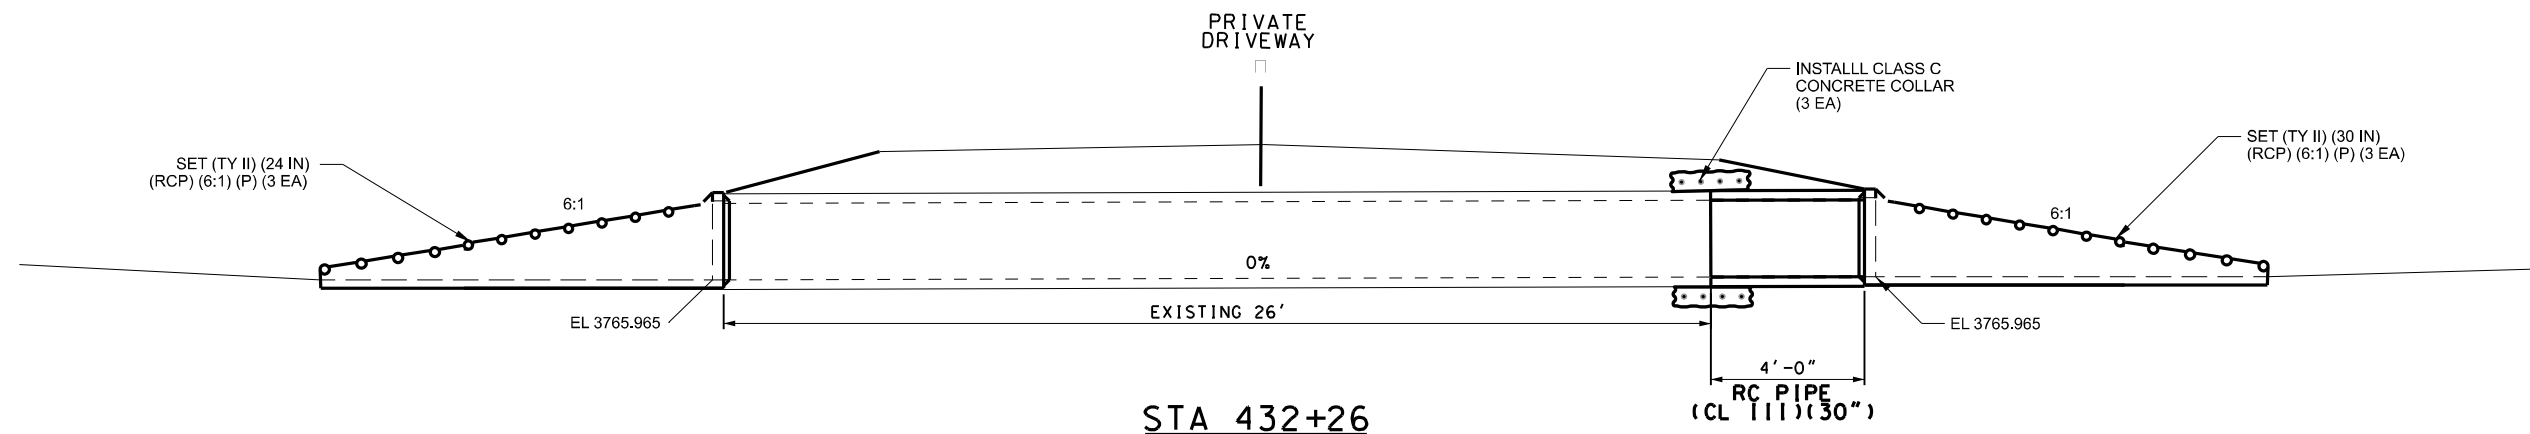 PRIVATE
DRIVEWAY
INSTALLL CLASS C
CONCRETE COLLAR
(3 EA)
SET (TY II) (24 IN)
(RCP) (6:1) (P) (3 EA)
SET (TY II) (30 IN)
(RCP) (6:1) (P) (3 EA)
6:1
6:1
0%
EL 3765.965
EXISTING 26'
EL 3765.965
4'-0"
RC PIPE
(CL III)(30")
STA 432+26